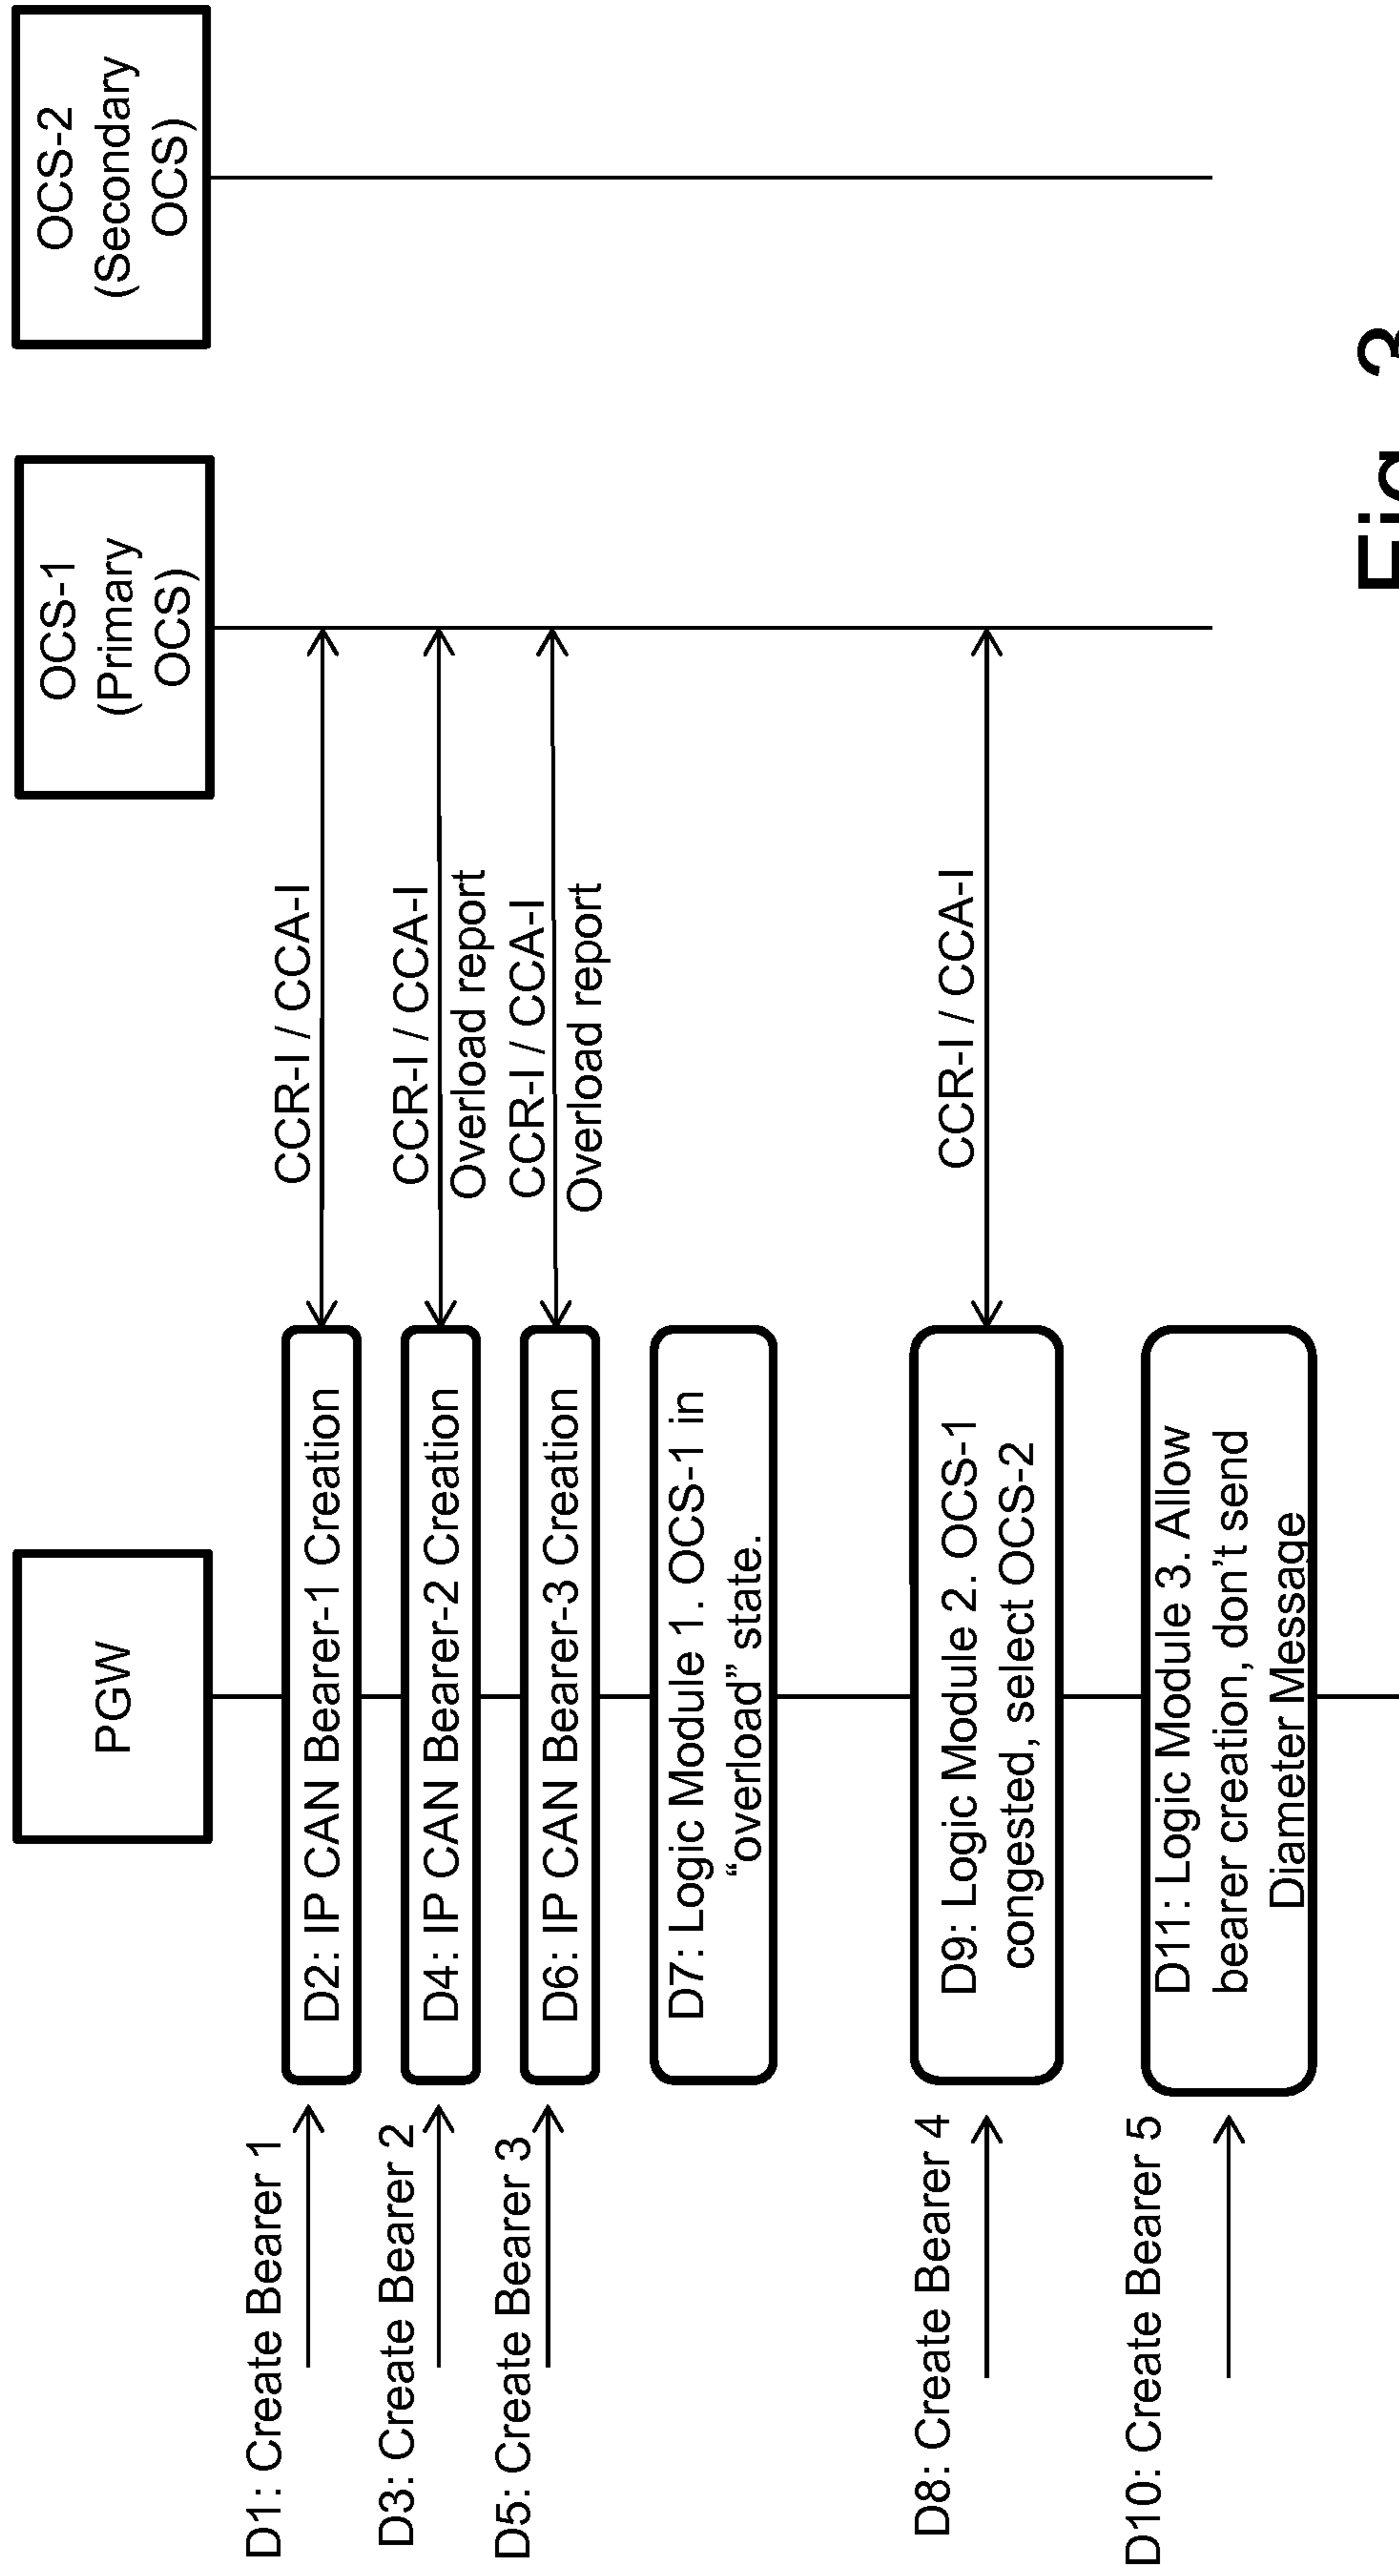 PGW
OCS-1
(Primary
OCS)
OCS-2
(Secondary
OCS)
D1: Create Bearer 1
D2: IP CAN Bearer-1 Creation
CCR-I / CCA-I
D3: Create Bearer 2
D4: IP CAN Bearer-2 Creation
CCR-I / CCA-I
Overload report
D5: Create Bearer 3
D6: IP CAN Bearer-3 Creation
CCR-I / CCA-I
Overload report
D7: Logic Module 1. OCS-1 in
“overload” state.
D8: Create Bearer 4
D9: Logic Module 2. OCS-1
congested, select OCS-2
CCR-I / CCA-I
D10: Create Bearer 5
D11: Logic Module 3. Allow
bearer creation, don’t send
Diameter Message
Fig. 3